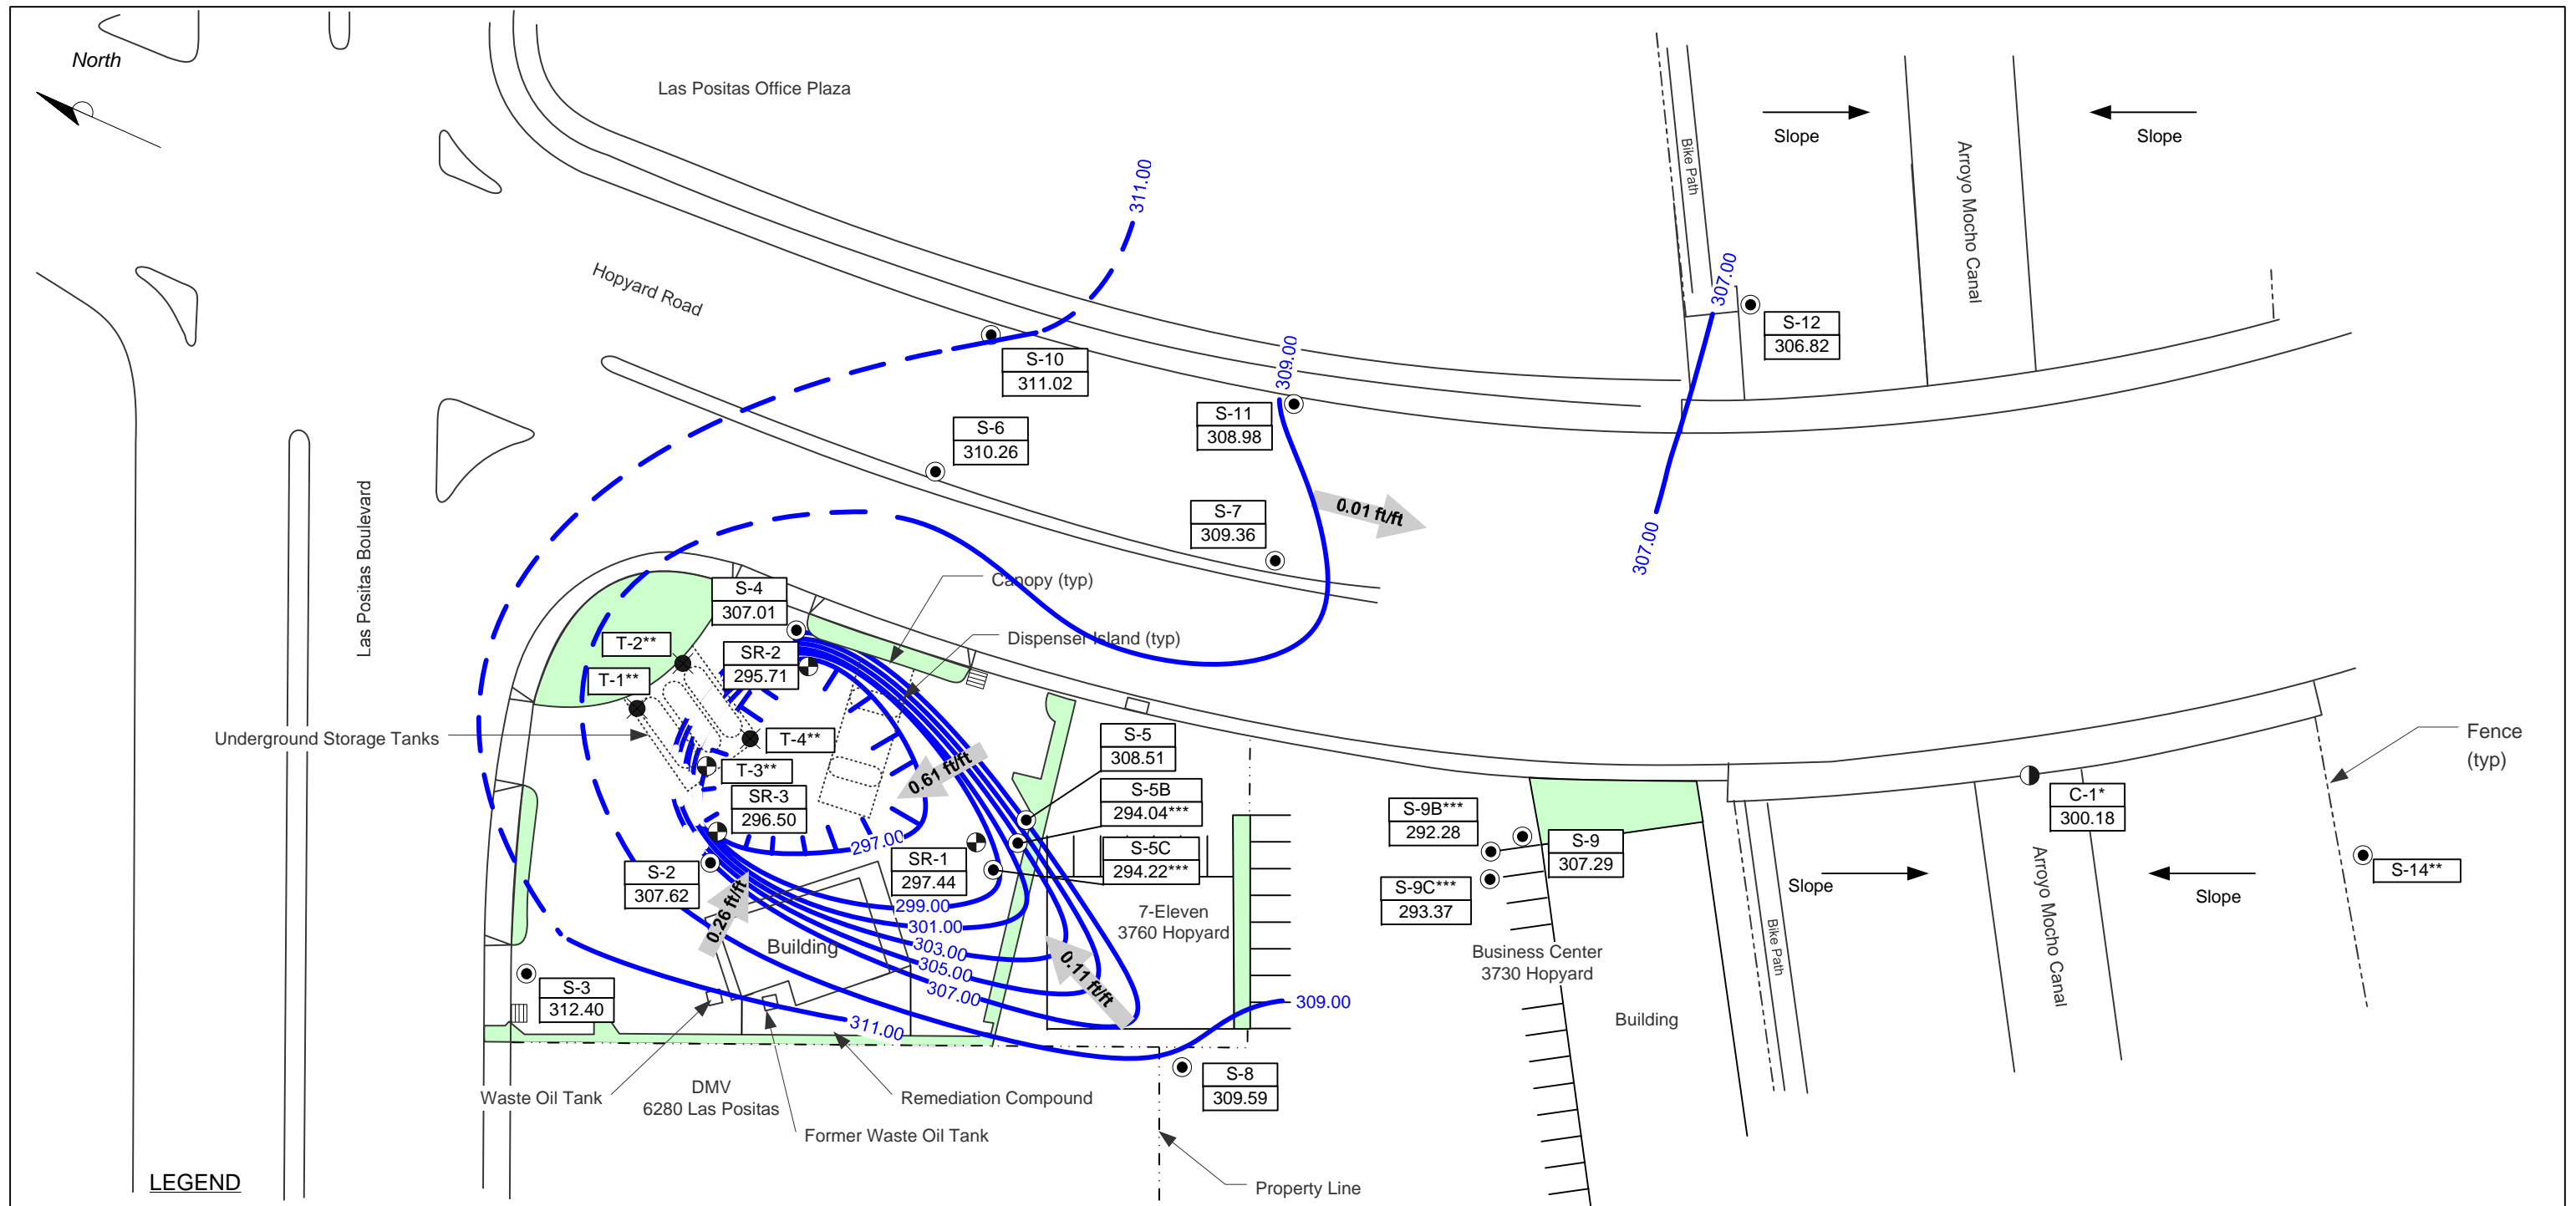 North
Las Positas Office Plaza
Hopyard Road
Las Positas Boulevard
311.00
309.00
307.00
307.00
Bike Path
Slope
Arroyo Mocho Canal
Slope
S-12
306.82
S-10
311.02
S-11
308.98
S-6
310.26
S-7
309.36
0.01 ft/ft
Canopy (typ)
Dispenser Island (typ)
S-4
307.01
T-2**
SR-2
295.71
T-1**
Underground Storage Tanks
T-4**
T-3**
SR-3
296.50
0.61 ft/ft
S-5
308.51
S-5B
294.04***
S-5C
294.22***
297.00
SR-1
297.44
S-2
307.62
0.26 ft/ft
299.00
301.00
303.00
305.00
307.00
311.00
309.00
Building
7-Eleven
3760 Hopyard
0.11 ft/ft
S-3
312.40
S-8
309.59
Waste Oil Tank
DMV
6280 Las Positas
Remediation Compound
Former Waste Oil Tank
Property Line
S-9B***
292.28
S-9
307.29
S-9C***
293.37
Business Center
3730 Hopyard
Building
Bike Path
Slope
Arroyo Mocho Canal
Slope
C-1*
300.18
Fence
(typ)
S-14**
LEGEND